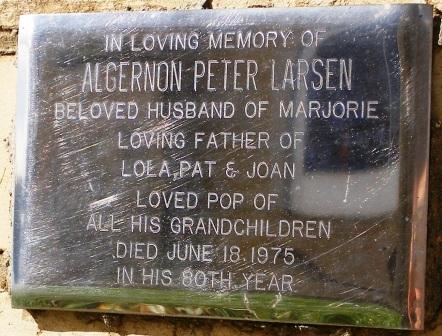 IN LOVING MEMORY OF
ALGERNON PETER LARSEN
BELOVED HUSBAND OF MARJORIE
LOVING FATHER OF
LOLA, PAT & JOAN
LOVED POP OF
ALL HIS GRANDCHILDREN
DIED JUNE 18. 1975
IN HIS 80TH. YEAR